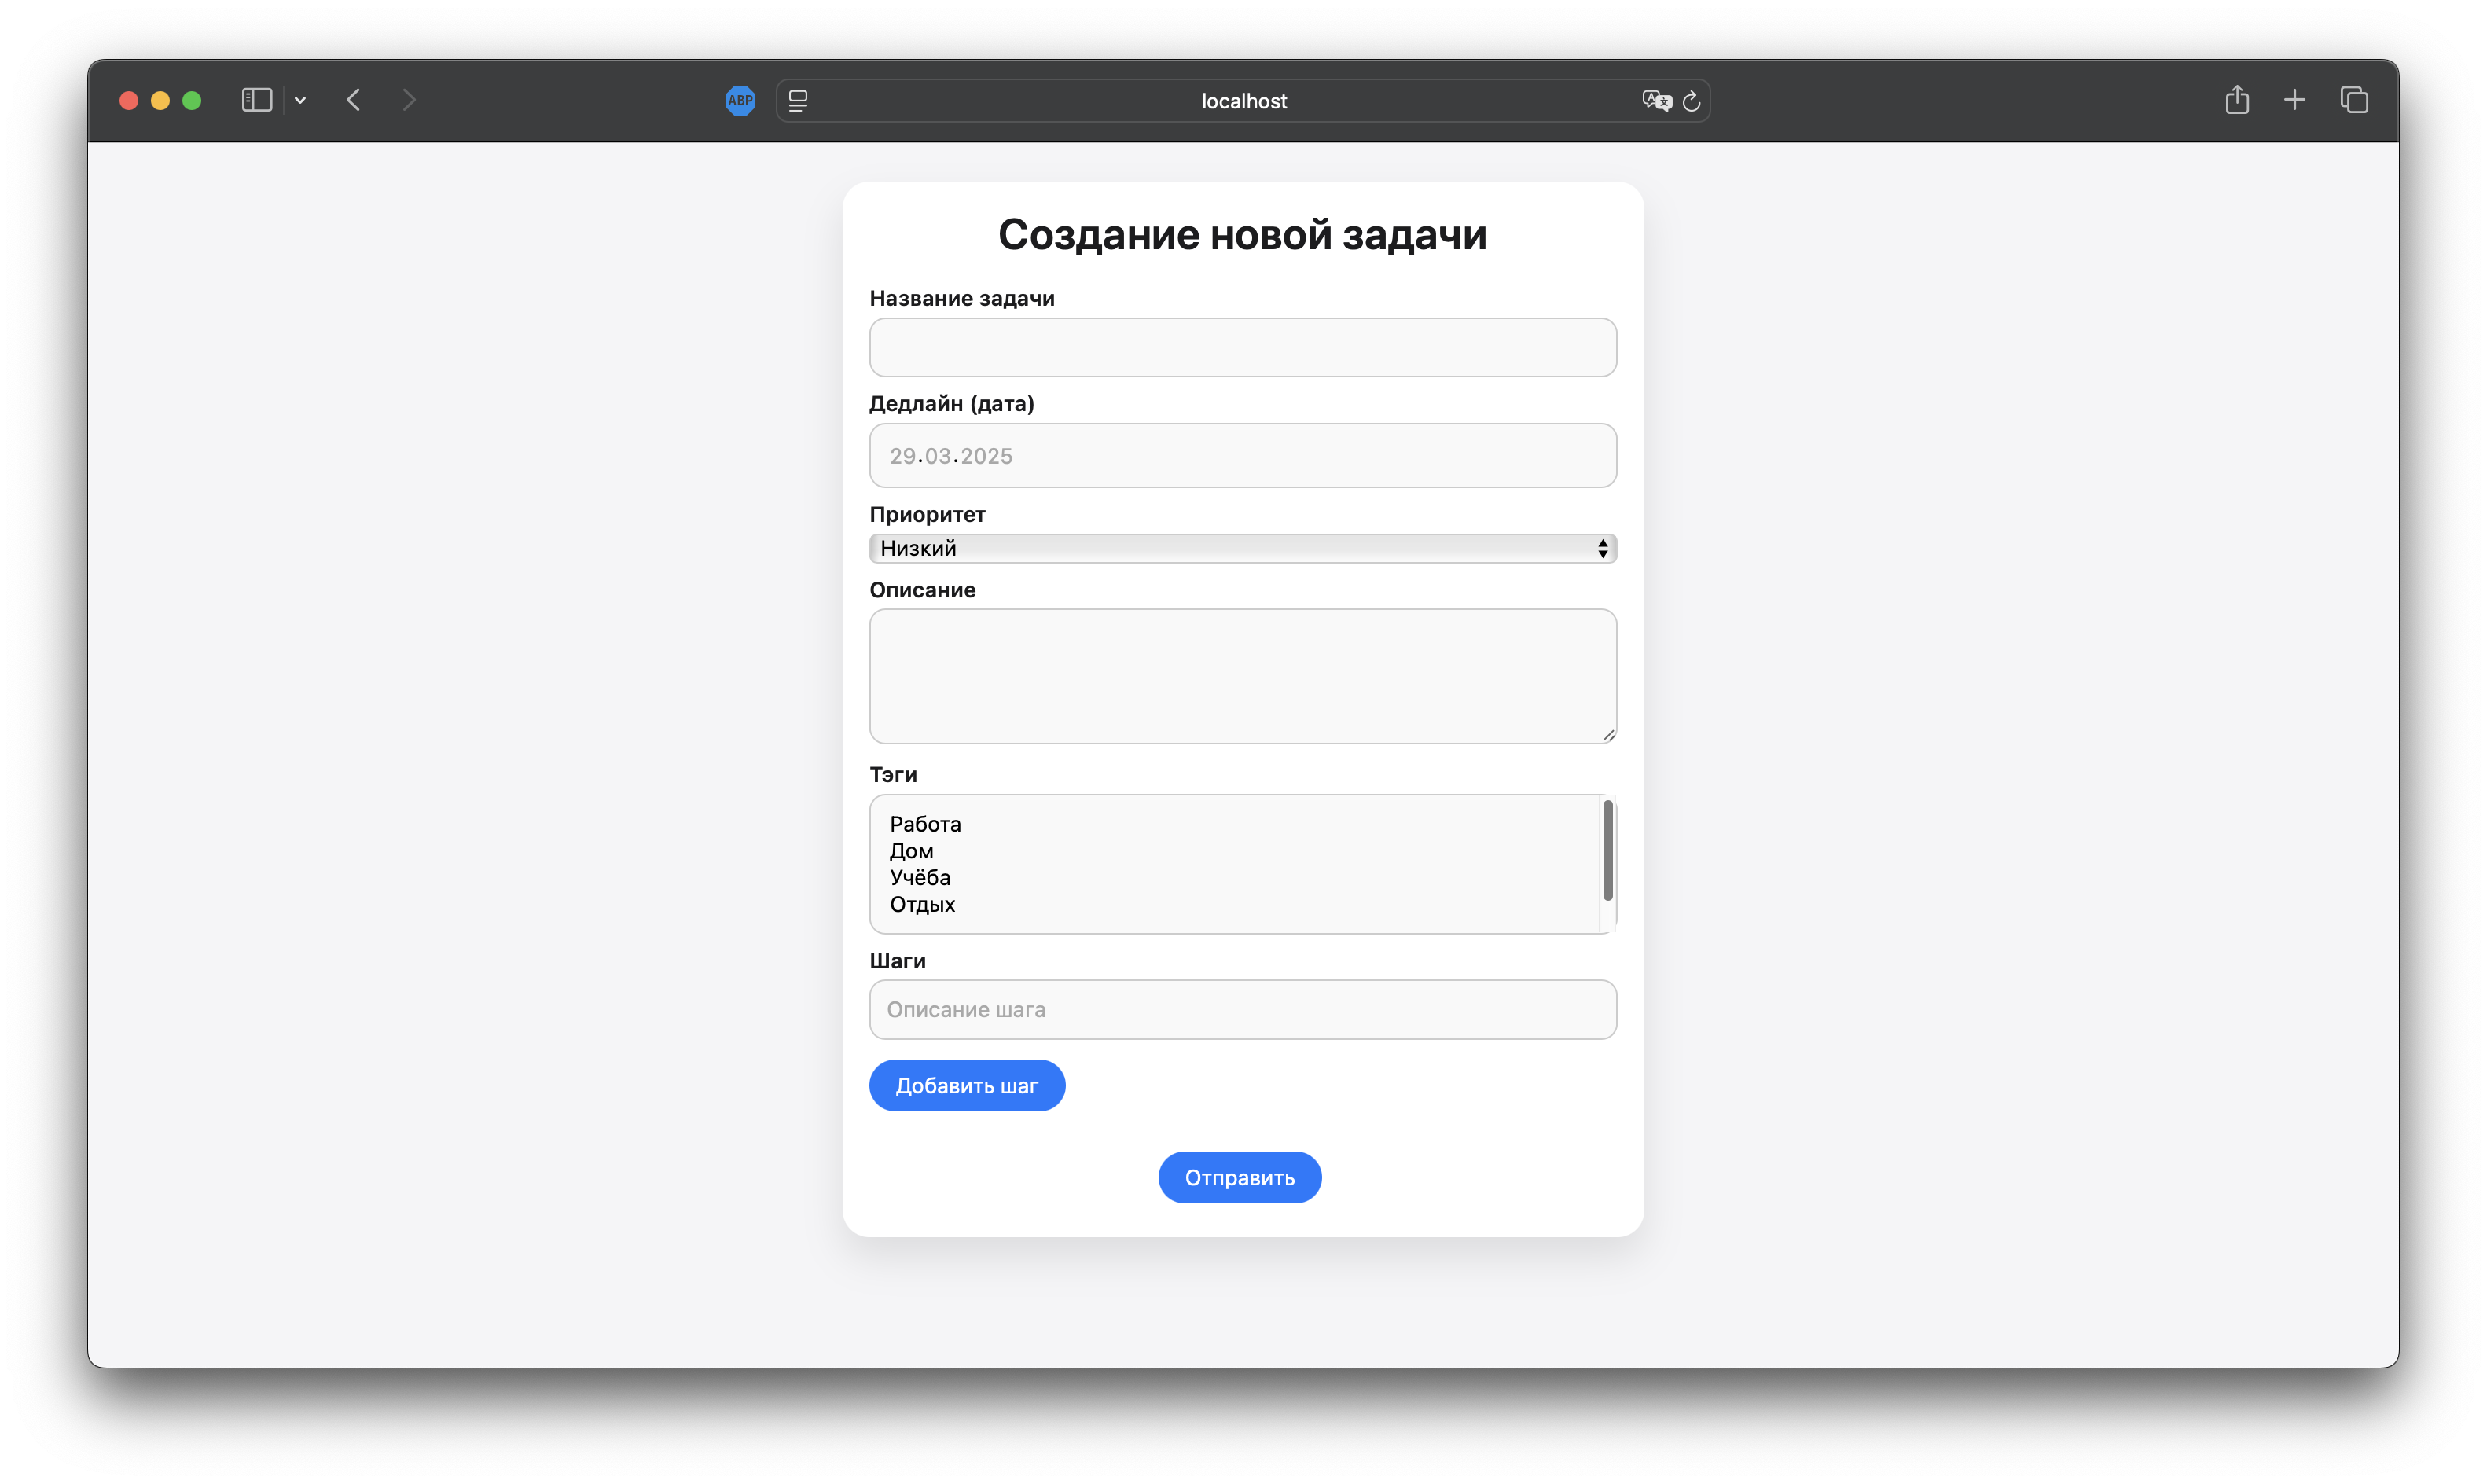 ABP
localhost
Создание новой задачи
Название задачи
Дедлайн (дата)
29.03.2025
Приоритет
Низкий
Описание
Тэги
Работа
Дом
Учёба
Отдых
Шаги
Описание шага
Добавить шаг
Отправить